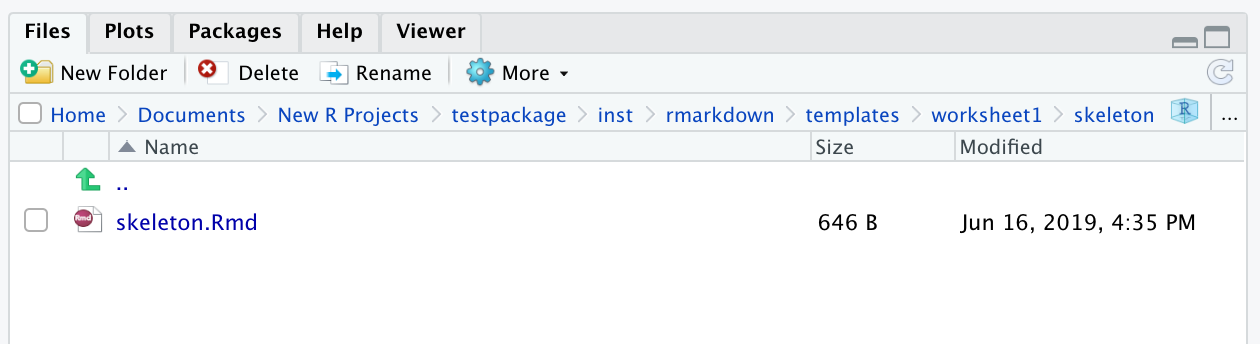 Files Plots Packages Help Viewer
New Folder Delete Rename More
Home Documents New R Projects testpackage inst rmarkdown templates worksheet1 skeleton R ...
Name Size Modified
..
Rmd skeleton.Rmd 646 B Jun 16, 2019, 4:35 PM